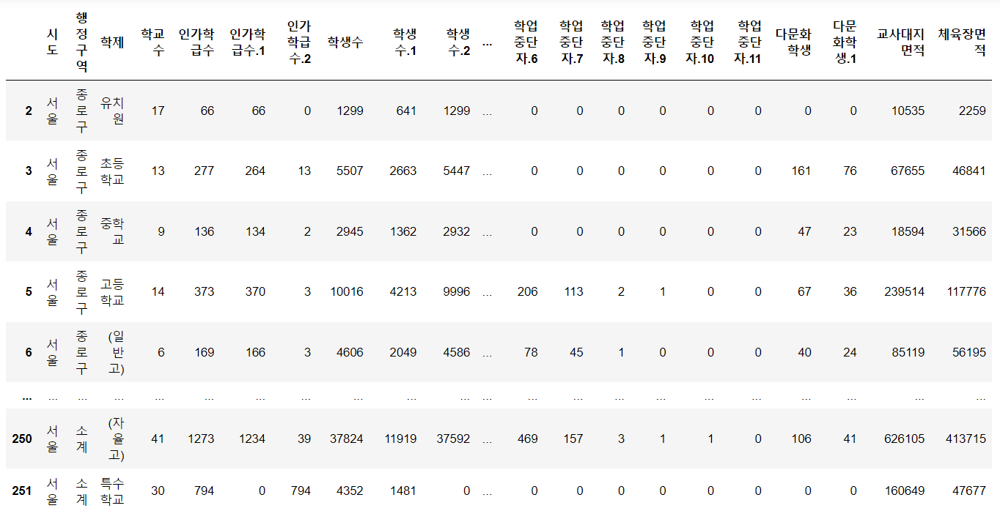 시도 행정구역 학제 학교수 인가학급수 인가학급수.1 인가학급수.2 학생수 학생수.1 학생수.2 ... 학업중단자.6 학업중단자.7 학업중단자.8 학업중단자.9 학업중단자.10 학업중단자.11 다문화학생 다문화학생.1 교사대지면적 체육장면적
2 서울 종로구 유치원 17 66 66 0 1299 641 1299 ... 0 0 0 0 0 0 0 0 10535 2259
3 서울 종로구 초등학교 13 277 264 13 5507 2663 5447 ... 0 0 0 0 0 0 161 76 67655 46841
4 서울 종로구 중학교 9 136 134 2 2945 1362 2932 ... 0 0 0 0 0 0 47 23 18594 31566
5 서울 종로구 고등학교 14 373 370 3 10016 4213 9996 ... 206 113 2 1 0 0 67 36 239514 117776
6 서울 종로구 (일반고) 6 169 166 3 4606 2049 4586 ... 78 45 1 0 0 0 40 24 85119 56195
... ... ... ... ... ... ... ... ... ... ... ... ... ... ... ... ... ... ... ... ... ...
250 서울 소계 (자율고) 41 1273 1234 39 37824 11919 37592 ... 469 157 3 1 1 0 106 41 626105 413715
251 서울 소계 특수학교 30 794 0 794 4352 1481 0 ... 0 0 0 0 0 0 0 0 160649 47677